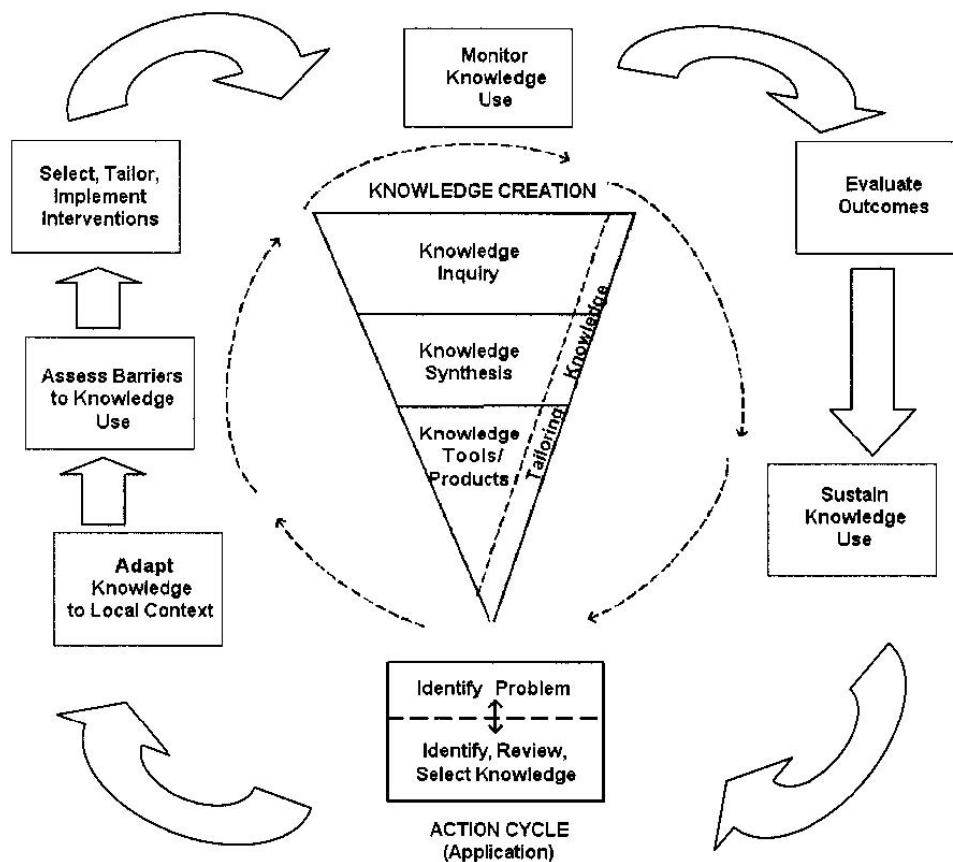 Monitor
Knowledge
Use
Select, Tailor,
Implement
Interventions
Evaluate
Outcomes
KNOWLEDGE CREATION
Knowledge
Inquiry
Knowledge
Synthesis
Knowledge
Tools/
Products
Tailoring Knowledge
Assess Barriers
to Knowledge
Use
Adapt
Knowledge
to Local Context
Sustain
Knowledge
Use
Identify Problem
Identify, Review,
Select Knowledge
ACTION CYCLE
(Application)